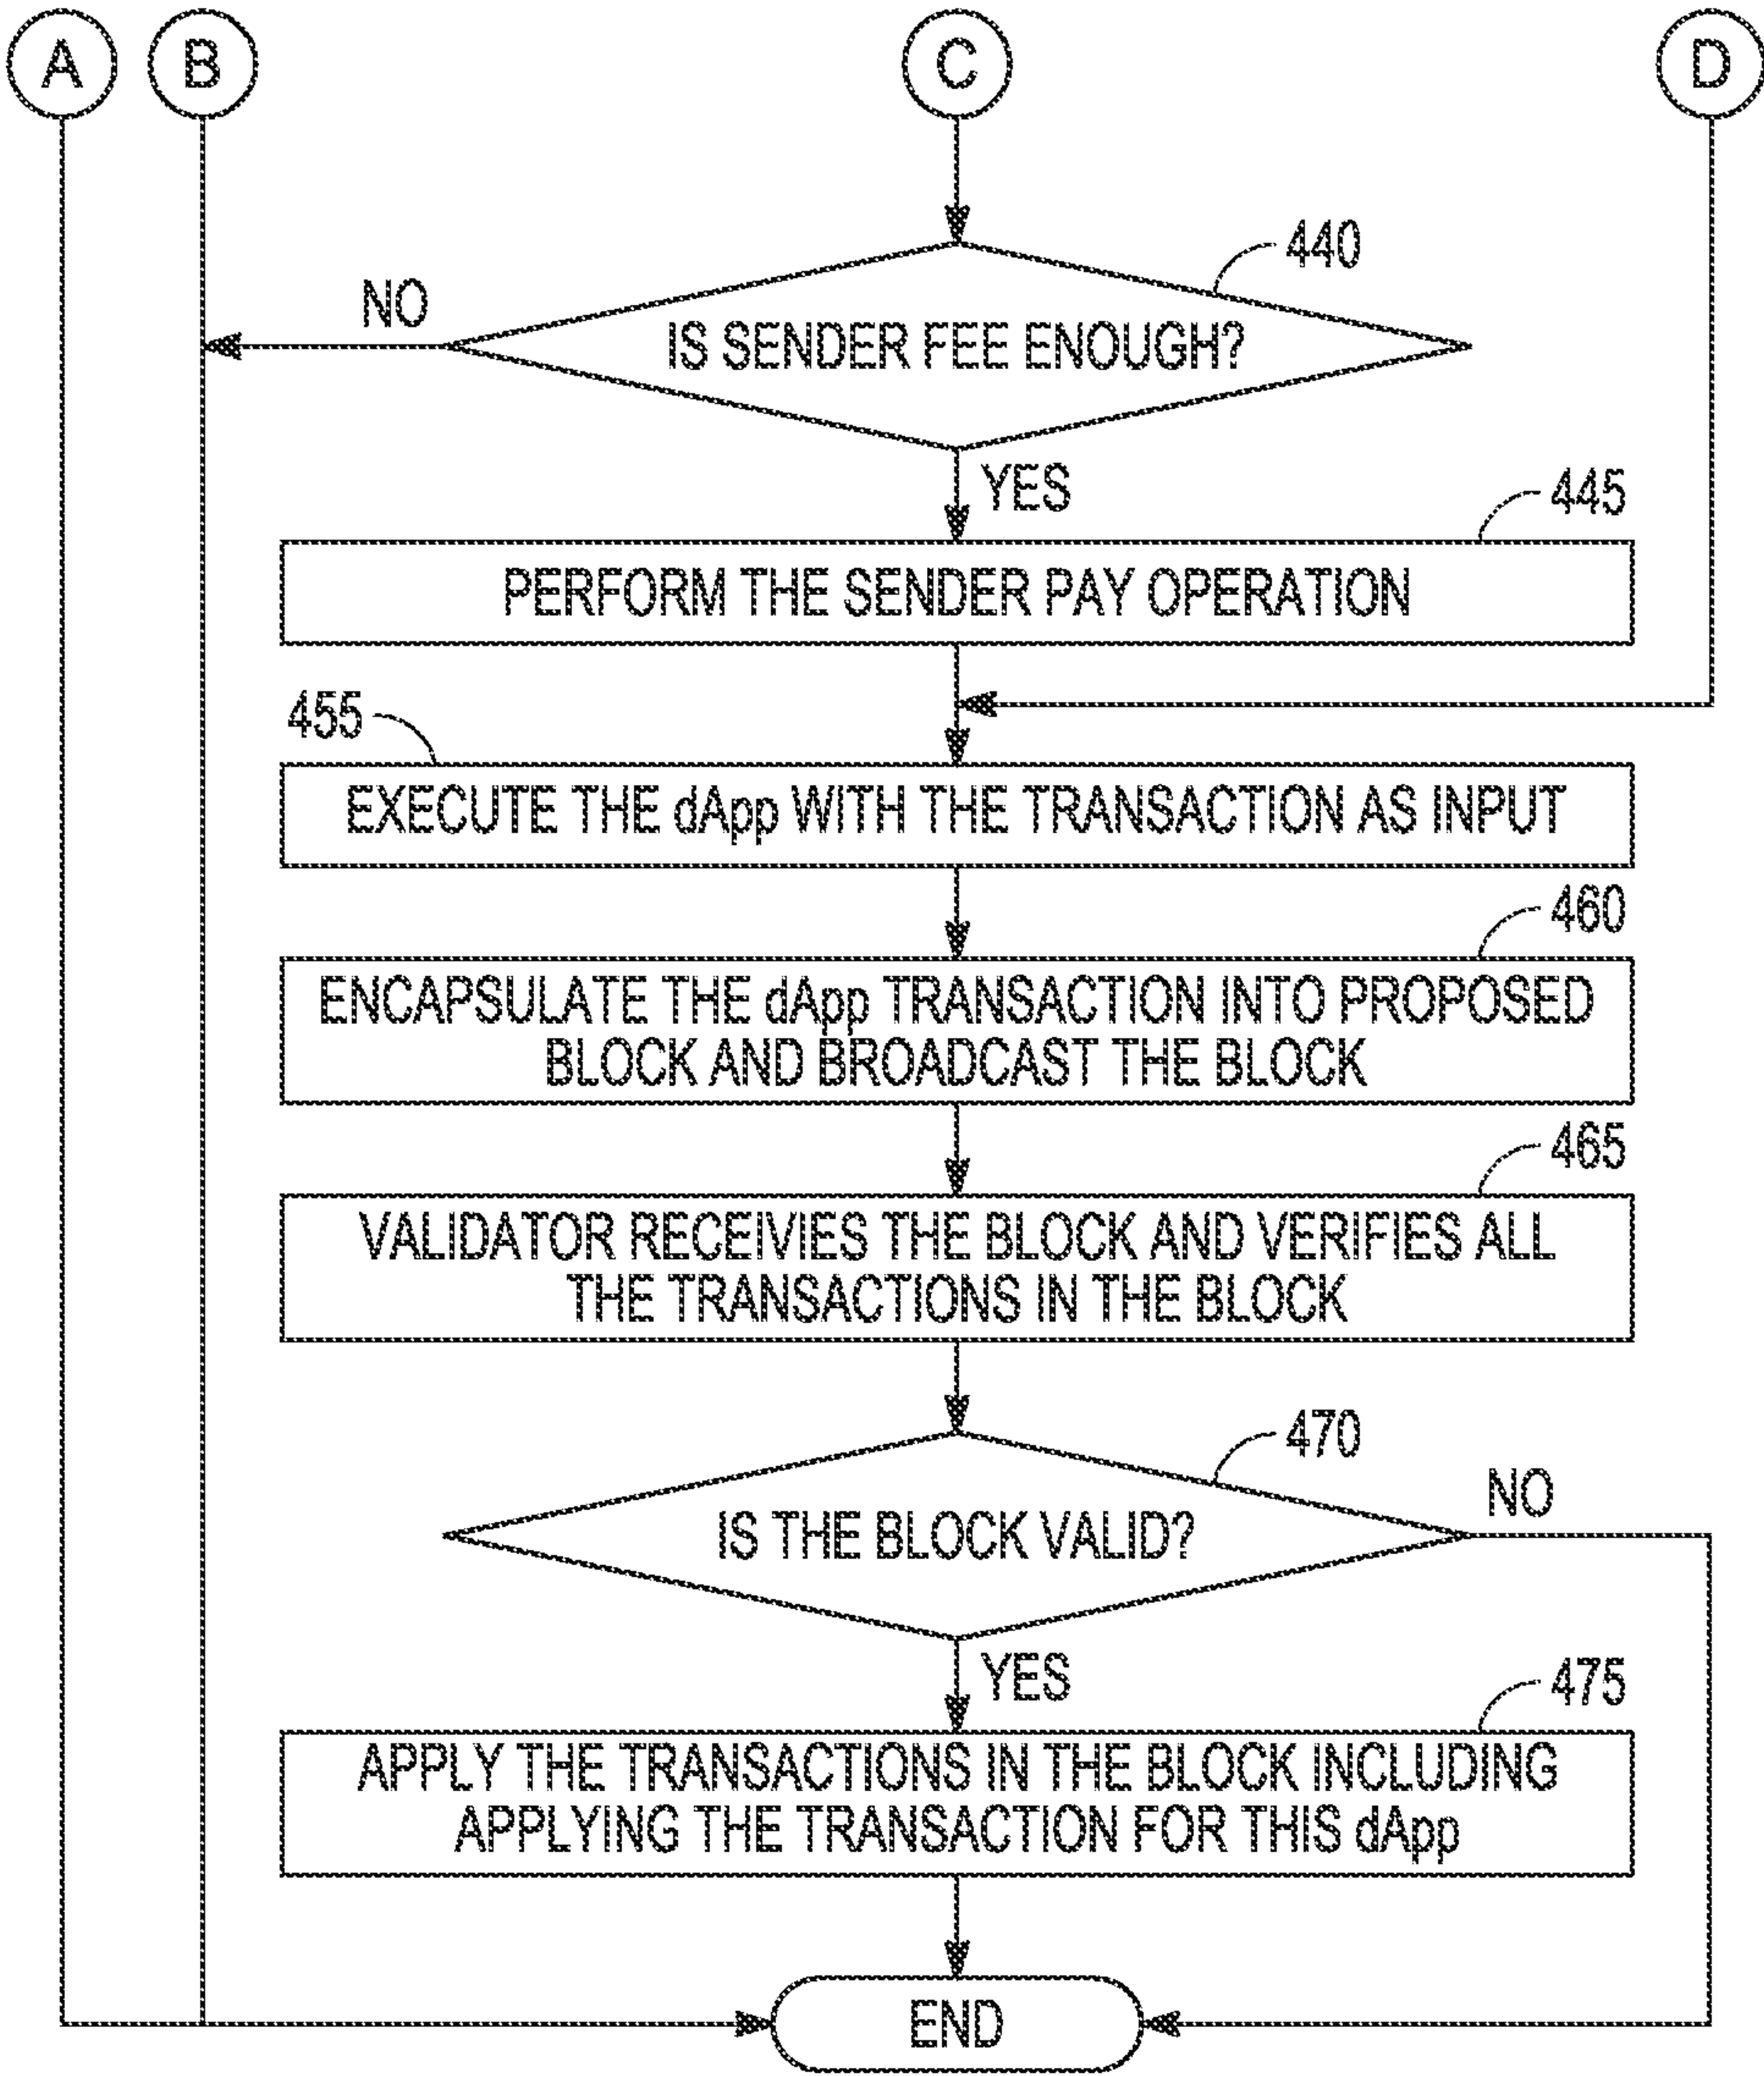 A
B
C
D
440
NO
IS SENDER FEE ENOUGH?
YES
445
PERFORM THE SENDER PAY OPERATION
455
EXECUTE THE dApp WITH THE TRANSACTION AS INPUT
460
ENCAPSULATE THE dApp TRANSACTION INTO PROPOSED
BLOCK AND BROADCAST THE BLOCK
465
VALIDATOR RECEIVIES THE BLOCK AND VERIFIES ALL
THE TRANSACTIONS IN THE BLOCK
470
NO
IS THE BLOCK VALID?
YES
475
APPLY THE TRANSACTIONS IN THE BLOCK INCLUDING
APPLYING THE TRANSACTION FOR THIS dApp
END